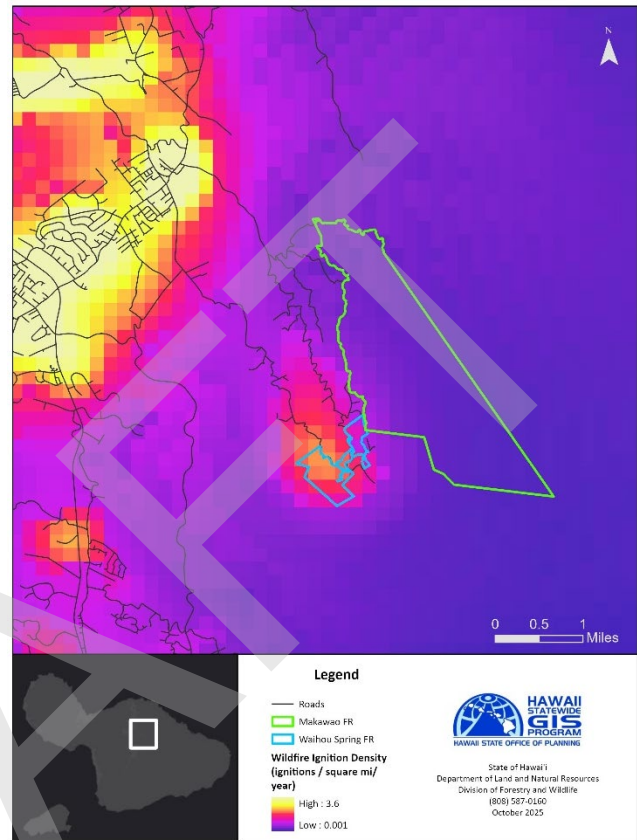 N
0 0.5 1
Miles
Legend
Roads
Makawao FR
Waihou Spring FR
Wildfire Ignition Density
(ignitions / square mi/
year)
High : 3.6
Low : 0.001
HAWAII
STATEWIDE
GIS
PROGRAM
HAWAII STATE OFFICE OF PLANNING
State of Hawai'i
Department of Land and Natural Resources
Division of Forestry and Wildlife
(808) 587-0160
October 2025